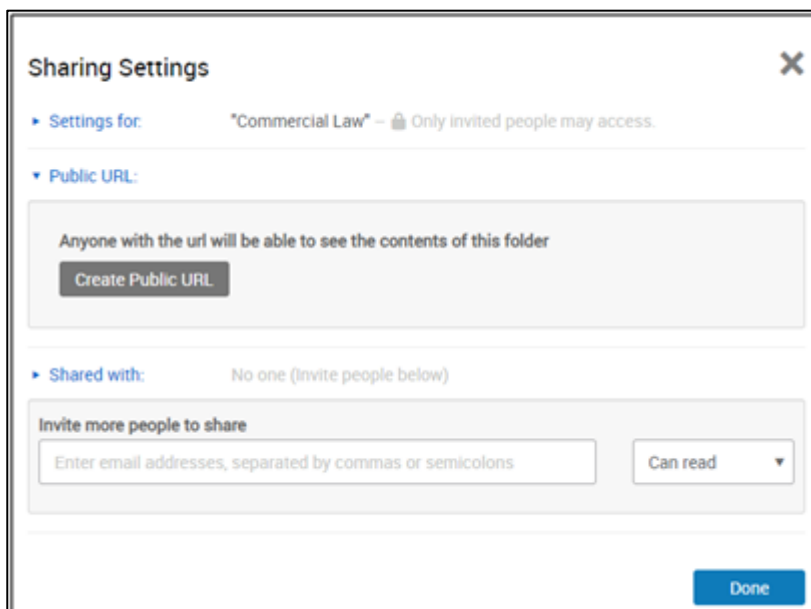 Sharing Settings
Settings for: "Commercial Law" – Only invited people may access.
Public URL:
Anyone with the url will be able to see the contents of this folder
Create Public URL
Shared with: No one (Invite people below)
Invite more people to share
Enter email addresses, separated by commas or semicolons Can read
Done